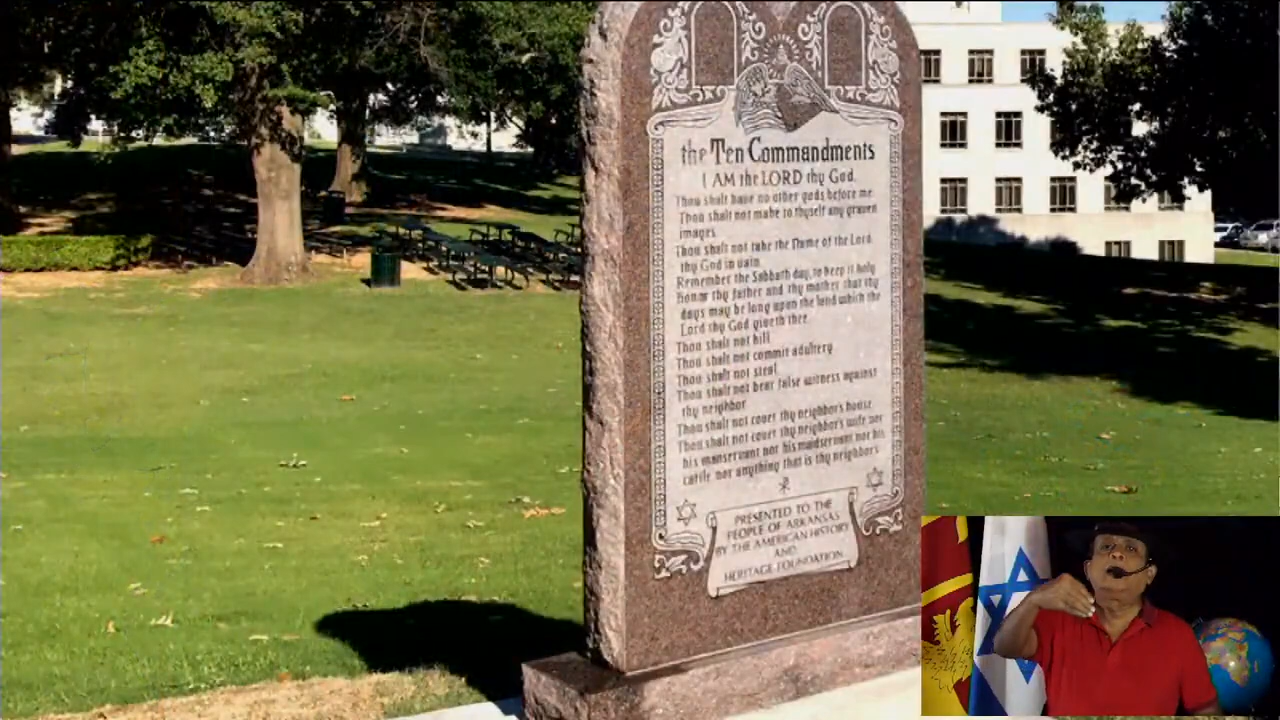 the Ten Commandments
I AM the LORD thy God.
Thou shalt have no other gods before me.
Thou shalt not make to thyself any graven
images.
Thou shalt not take the Name of the Lord
thy God in vain.
Remember the Sabbath day, to keep it holy.
Honor thy father and thy mother that thy
days may be long upon the land which the
Lord thy God giveth thee.
Thou shalt not kill.
Thou shalt not commit adultery.
Thou shalt not steal.
Thou shalt not bear false witness against
thy neighbor.
Thou shalt not covet thy neighbor's house.
Thou shalt not covet thy neighbor's wife nor
his manservant nor his maidservant nor his
cattle nor anything that is thy neighbor's.
PRESENTED TO THE
PEOPLE OF ARKANSAS
BY THE AMERICAN HISTORY
AND
HERITAGE FOUNDATION